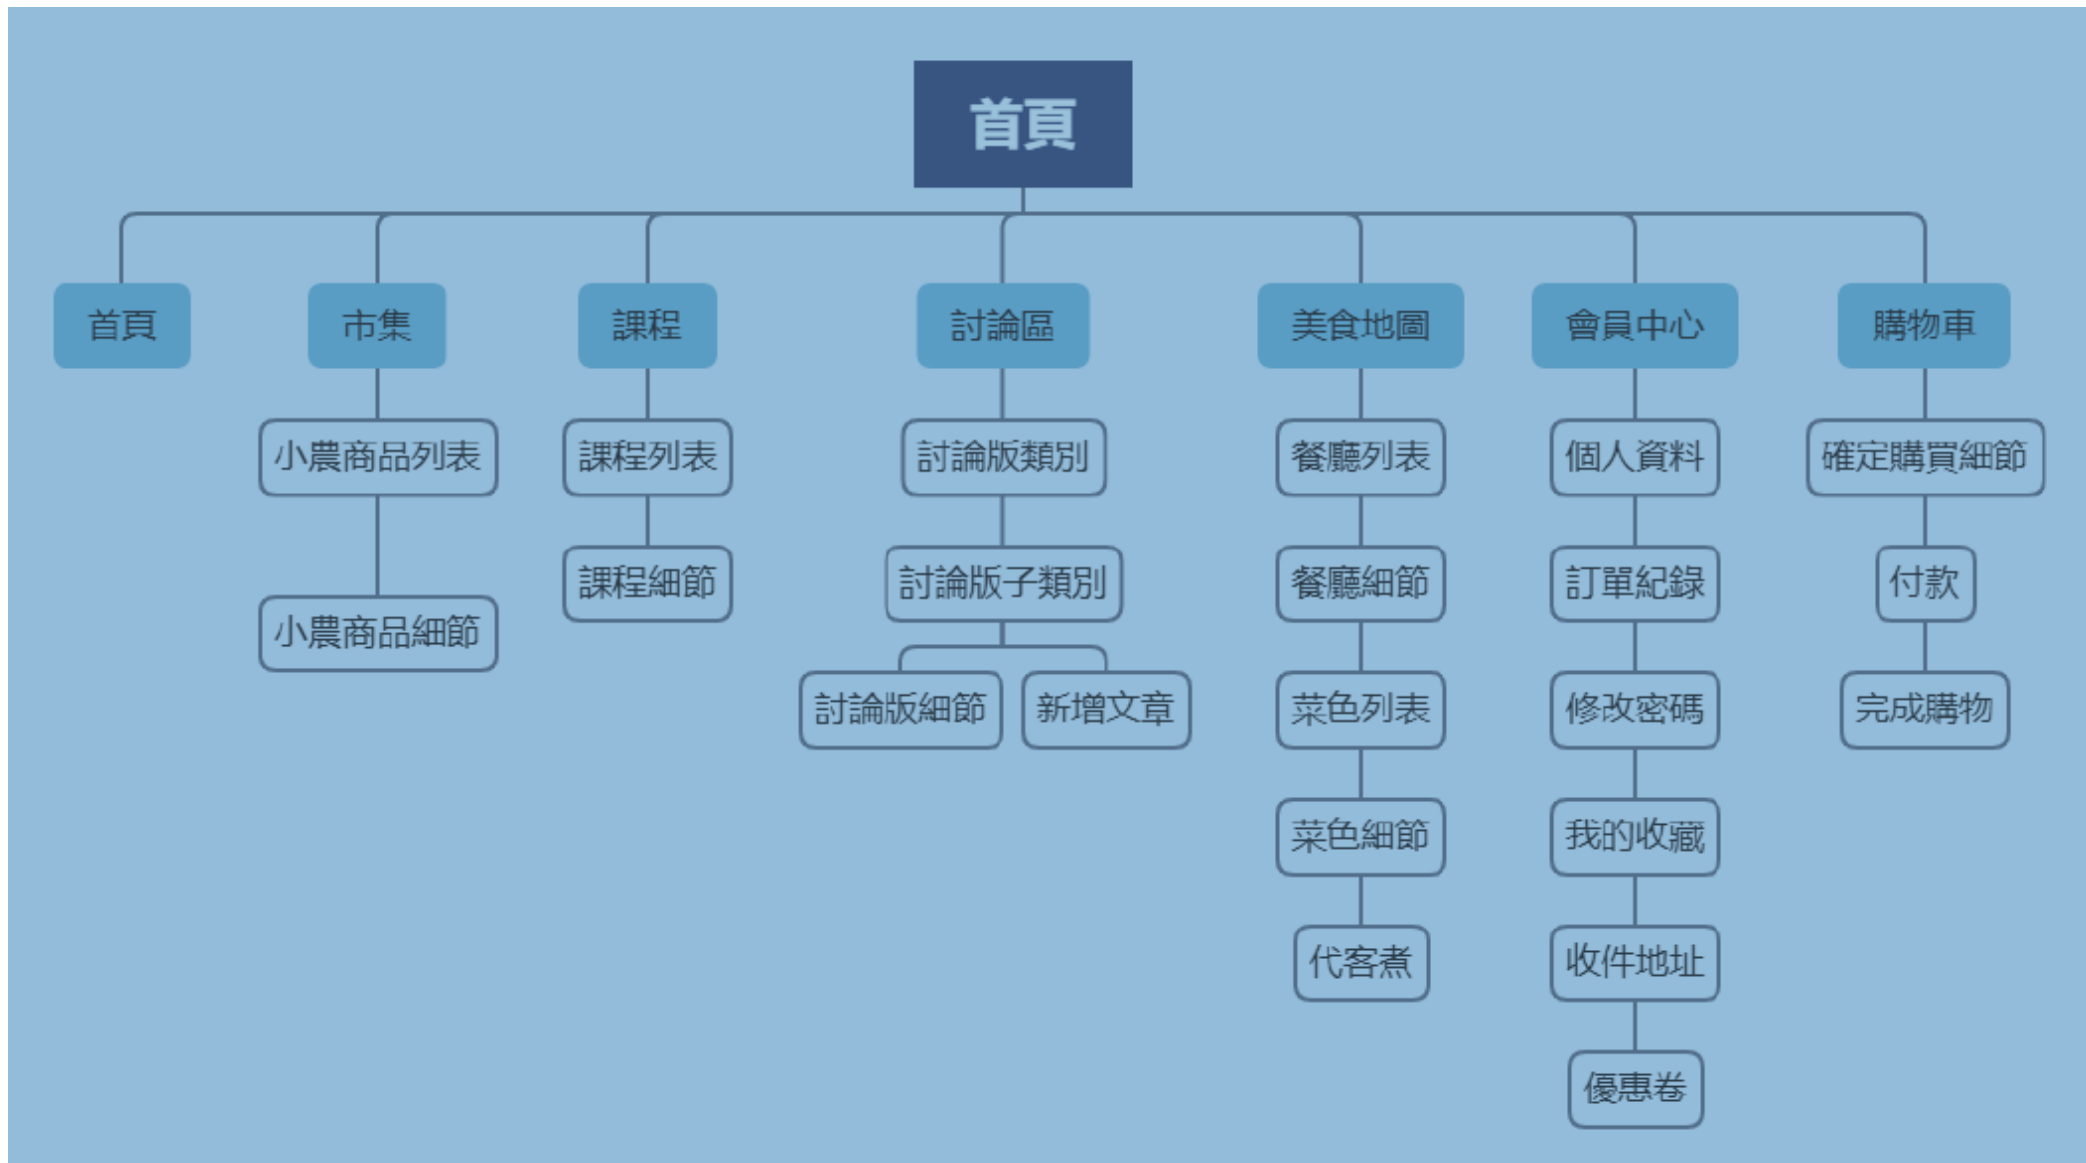 首頁
首頁
市集
課程
討論區
美食地圖
會員中心
購物車
小農商品列表
課程列表
討論版類別
餐廳列表
個人資料
確定購買細節
課程細節
討論版子類別
餐廳細節
訂單紀錄
付款
小農商品細節
討論版細節
新增文章
菜色列表
修改密碼
完成購物
菜色細節
我的收藏
代客煮
收件地址
優惠卷